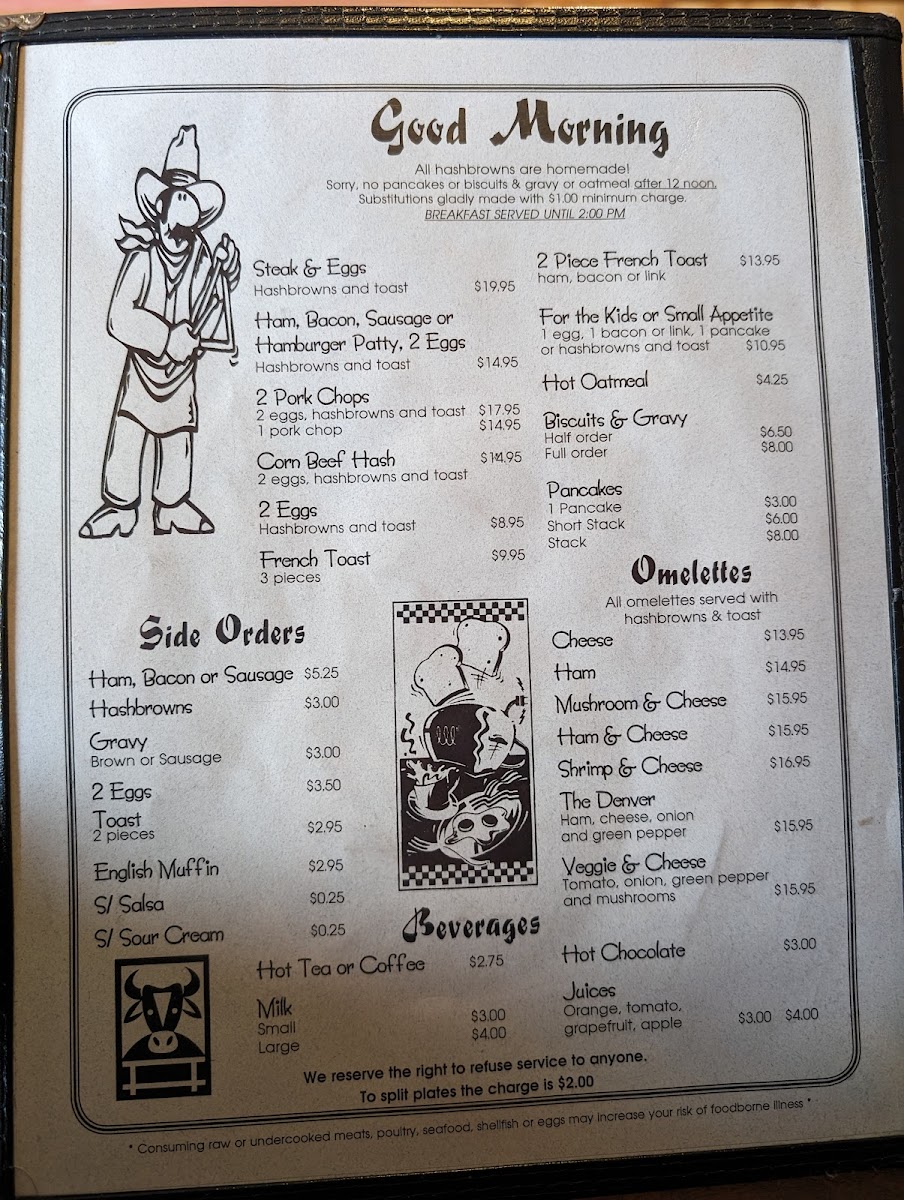 Good Morning
All hashbrowns are homemade!
Sorry, no pancakes or biscuits & gravy or oatmeal after 12 noon.
Substitutions gladly made with $1.00 minimum charge.
BREAKFAST SERVED UNTIL 2:00 PM
Steak & Eggs
Hashbrowns and toast $19.95
Ham, Bacon, Sausage or
Hamburger Patty, 2 Eggs
Hashbrowns and toast $14.95
2 Pork Chops
2 eggs, hashbrowns and toast $17.95
1 pork chop $14.95
Corn Beef Hash $14.95
2 eggs, hashbrowns and toast
2 Eggs
Hashbrowns and toast $8.95
French Toast $9.95
3 pieces
2 Piece French Toast $13.95
ham, bacon or link
For the Kids or Small Appetite
1 egg, 1 bacon or link, 1 pancake
or hashbrowns and toast $10.95
Hot Oatmeal $4.25
Biscuits & Gravy
Half order $6.50
Full order $8.00
Pancakes
1 Pancake $3.00
Short Stack $6.00
Stack $8.00
Omelettes
All omelettes served with
hashbrowns & toast
Cheese $13.95
Ham $14.95
Mushroom & Cheese $15.95
Ham & Cheese $15.95
Shrimp & Cheese $16.95
The Denver
Ham, cheese, onion
and green pepper $15.95
Veggie & Cheese
Tomato, onion, green pepper
and mushrooms $15.95
Side Orders
Ham, Bacon or Sausage $5.25
Hashbrowns $3.00
Gravy
Brown or Sausage $3.00
2 Eggs $3.50
Toast
2 pieces $2.95
English Muffin $2.95
S/ Salsa $0.25
S/ Sour Cream $0.25
Beverages
Hot Tea or Coffee $2.75
Milk
Small $3.00
Large $4.00
Hot Chocolate $3.00
Juices
Orange, tomato,
grapefruit, apple $3.00 $4.00
We reserve the right to refuse service to anyone.
To split plates the charge is $2.00
* Consuming raw or undercooked meats, poultry, seafood, shellfish or eggs may increase your risk of foodborne illness *